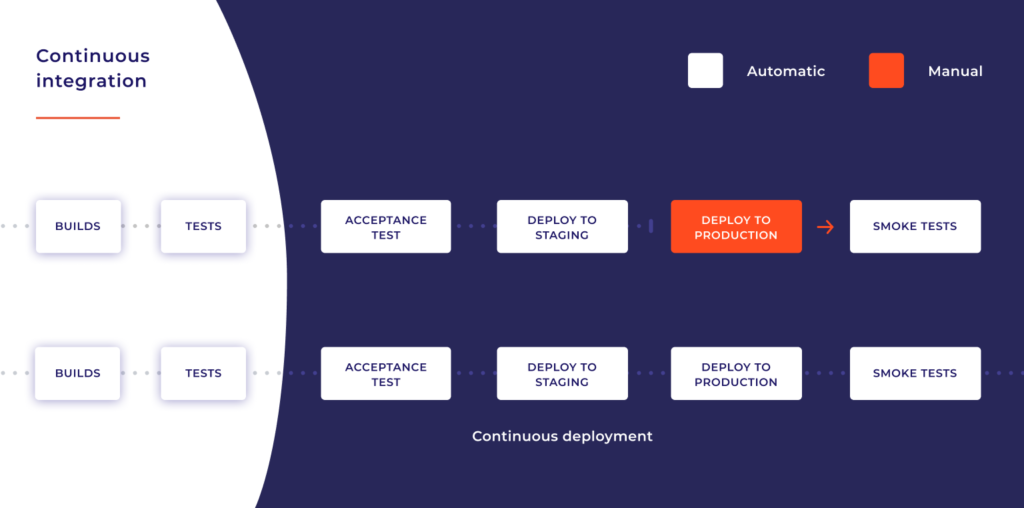 Continuous
integration
Automatic
Manual
BUILDS
TESTS
ACCEPTANCE
TEST
DEPLOY TO
STAGING
DEPLOY TO
PRODUCTION
SMOKE TESTS
BUILDS
TESTS
ACCEPTANCE
TEST
DEPLOY TO
STAGING
DEPLOY TO
PRODUCTION
SMOKE TESTS
Continuous deployment